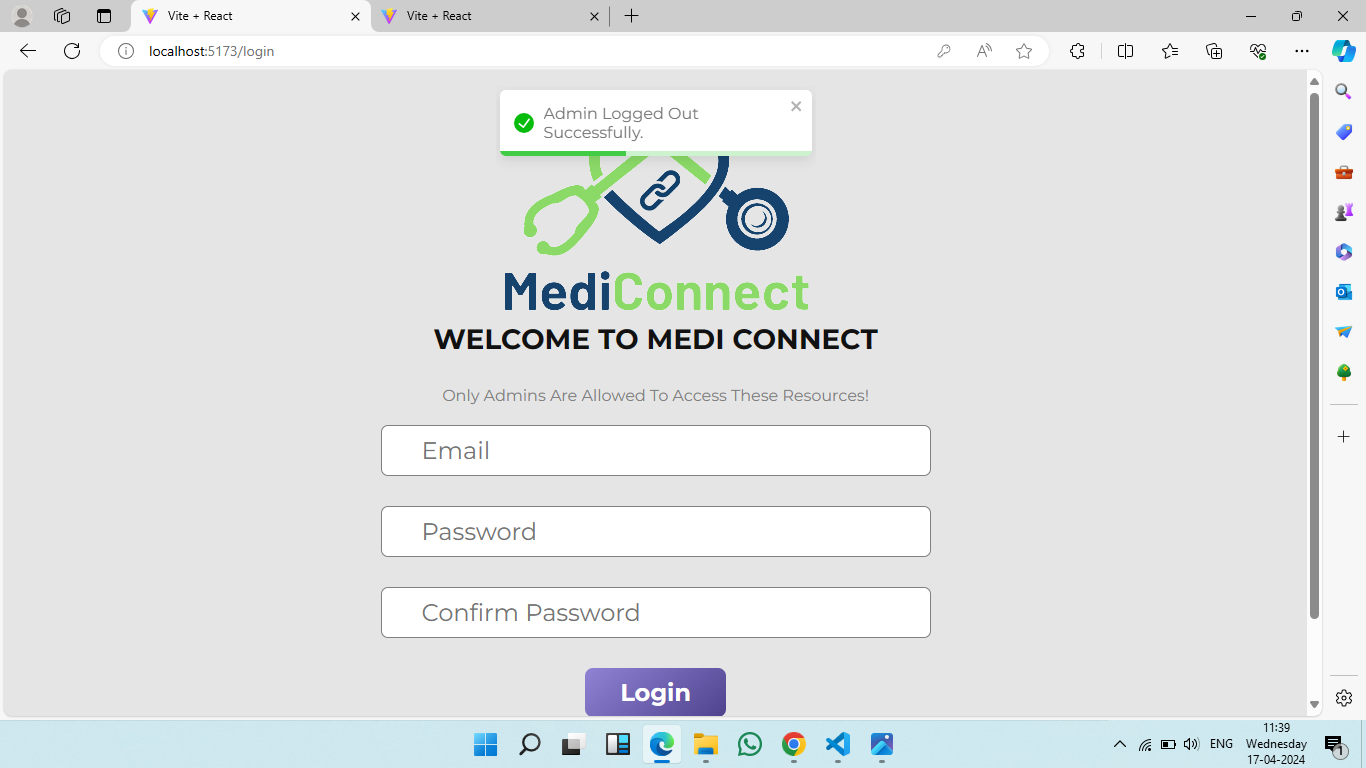 Vite + React
Vite + React
localhost:5173/login
Admin Logged Out
Successfully.
MediConnect
WELCOME TO MEDI CONNECT
Only Admins Are Allowed To Access These Resources!
Email
Password
Confirm Password
Login
ENG
11:39
Wednesday
17-04-2024
1